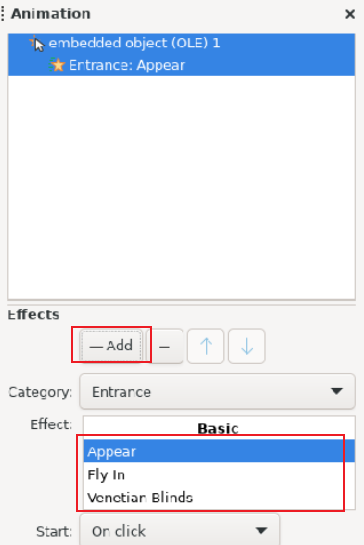 Animation
embedded object (OLE) 1
Entrance: Appear
Effects
Add
Category: Entrance
Effect: Basic
Appear
Fly In
Venetian Blinds
Start: On click